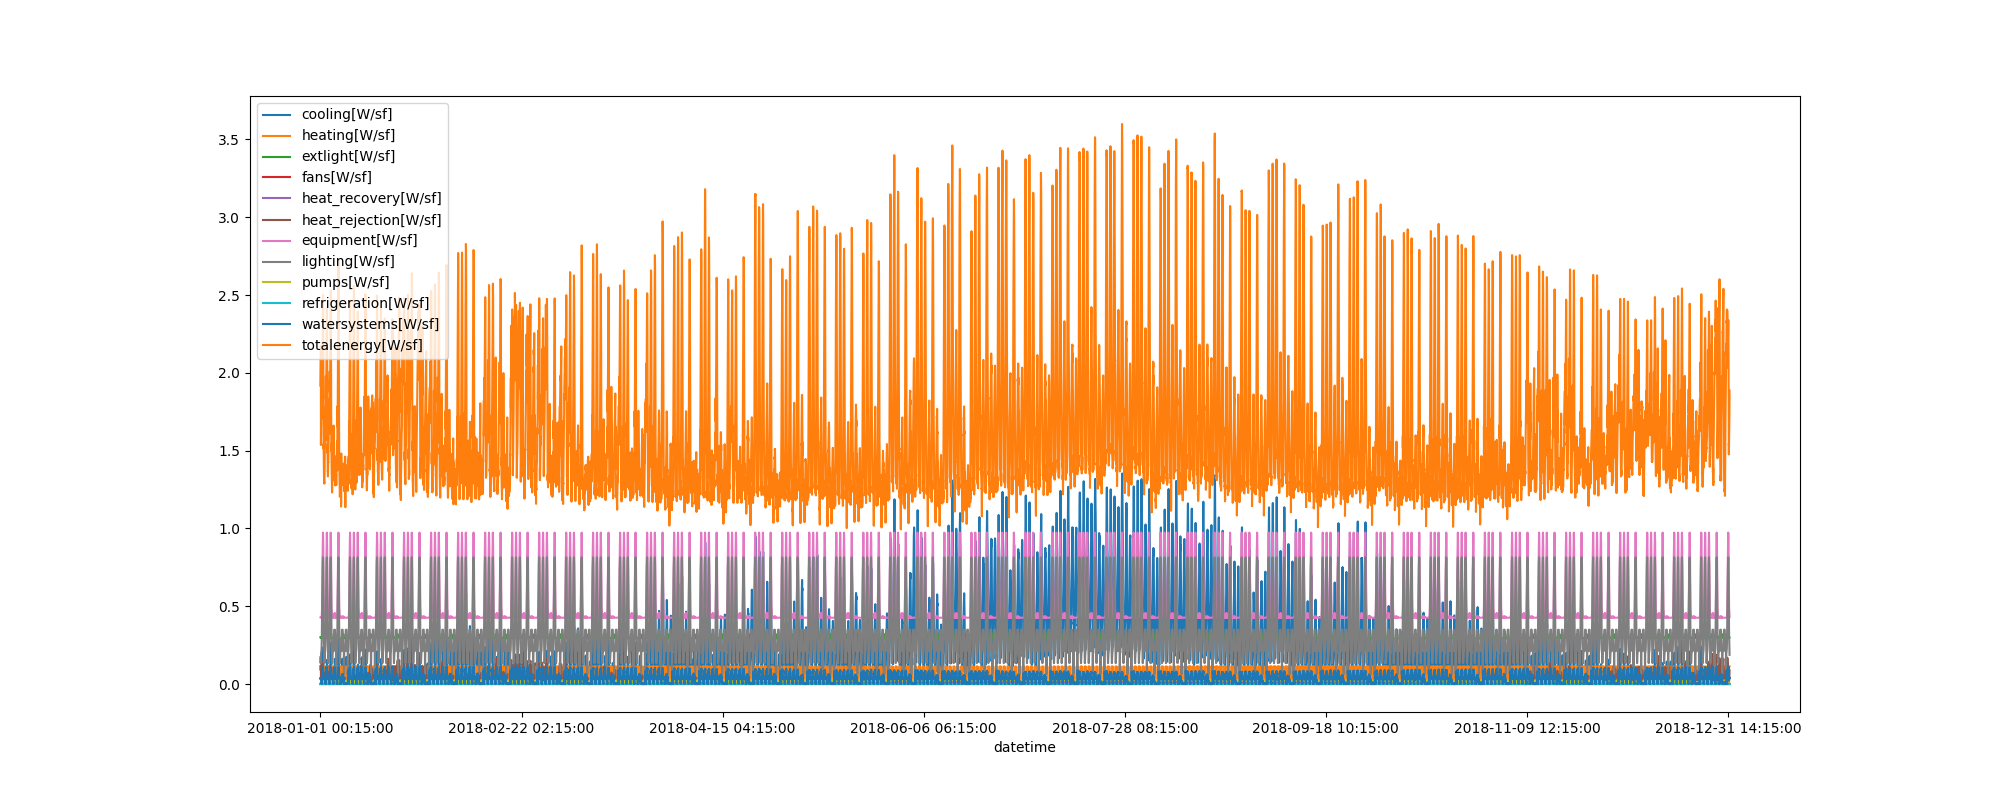 cooling[W/sf]
heating[W/sf]
extlight[W/sf]
fans[W/sf]
heat_recovery[W/sf]
heat_rejection[W/sf]
equipment[W/sf]
lighting[W/sf]
pumps[W/sf]
refrigeration[W/sf]
watersystems[W/sf]
totalenergy[W/sf]
3.5
3.0
2.5
2.0
1.5
1.0
0.5
0.0
2018-01-01 00:15:00 2018-02-22 02:15:00 2018-04-15 04:15:00 2018-06-06 06:15:00 2018-07-28 08:15:00 2018-09-18 10:15:00 2018-11-09 12:15:00 2018-12-31 14:15:00
datetime